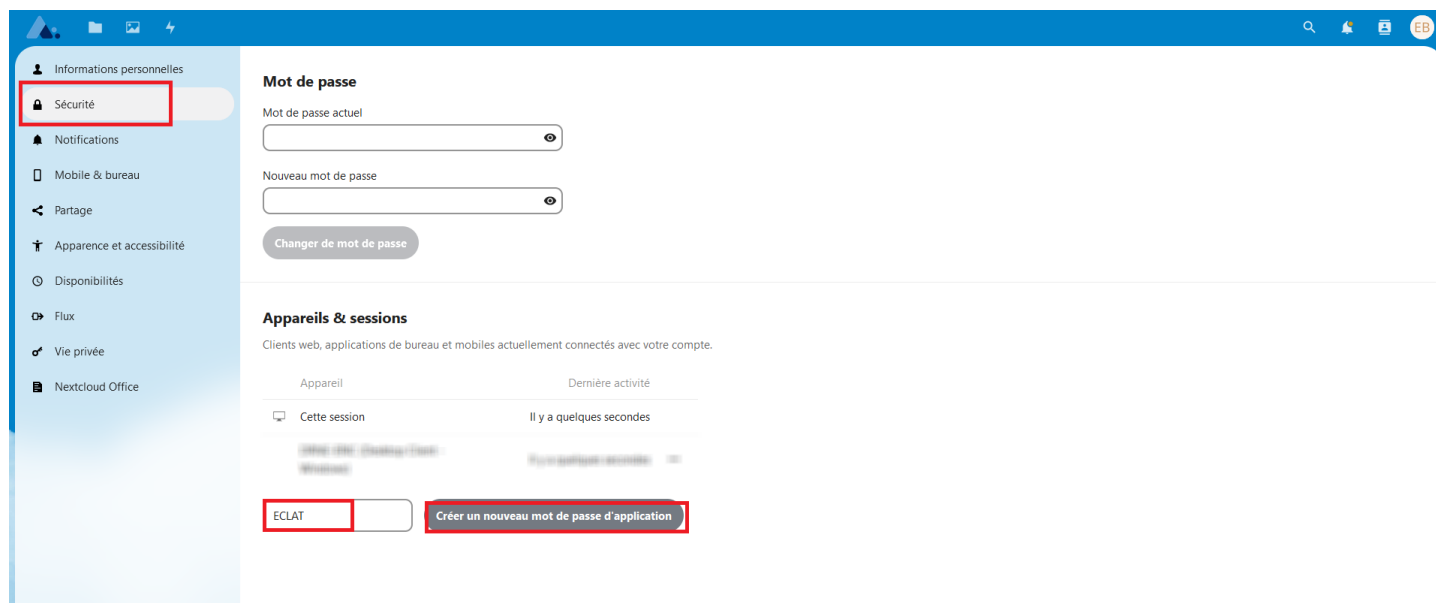 EB
Informations personnelles
Sécurité
Notifications
Mobile & bureau
Partage
Apparence et accessibilité
Disponibilités
Flux
Vie privée
Nextcloud Office
Mot de passe
Mot de passe actuel
Nouveau mot de passe
Changer de mot de passe
Appareils & sessions
Clients web, applications de bureau et mobiles actuellement connectés avec votre compte.
Appareil Dernière activité
Cette session Il y a quelques secondes
ECLAT Créer un nouveau mot de passe d'application